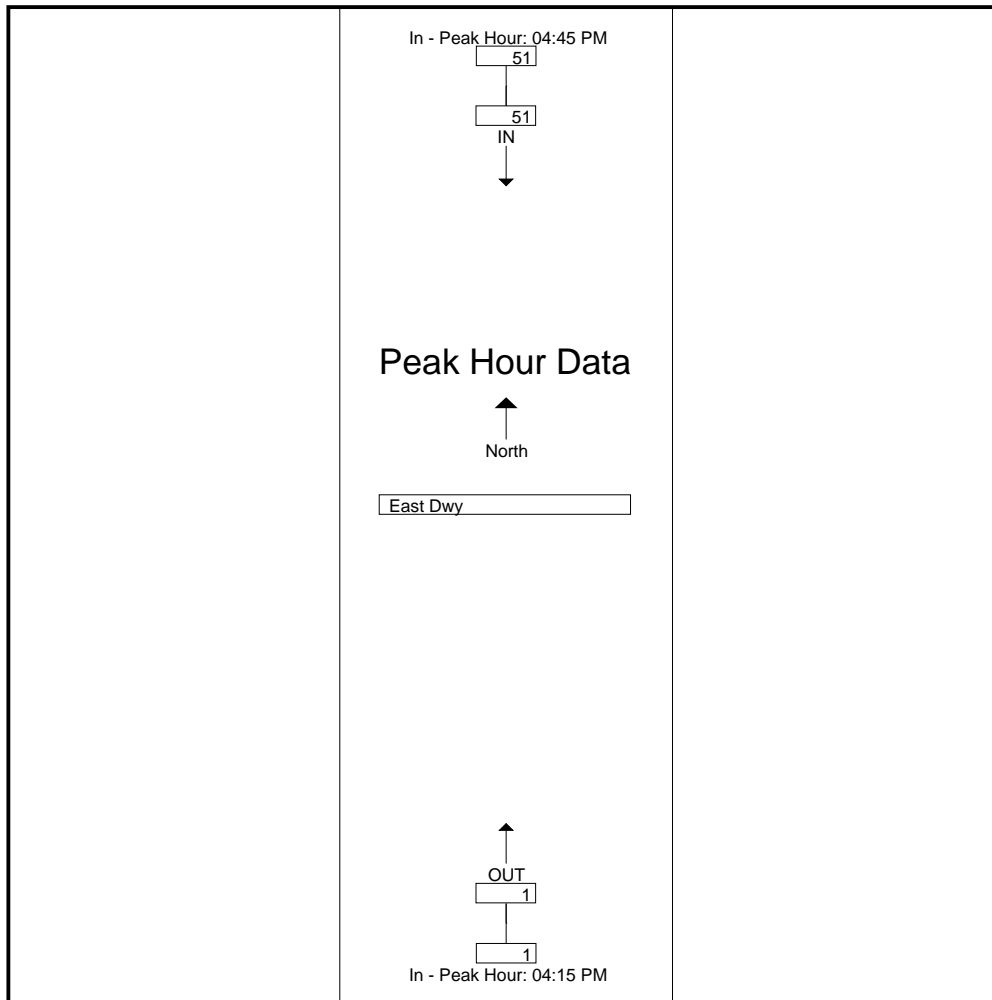 In - Peak Hour: 04:45 PM
51
51
IN
Peak Hour Data
North
East Dwy
OUT
1
1
In - Peak Hour: 04:15 PM